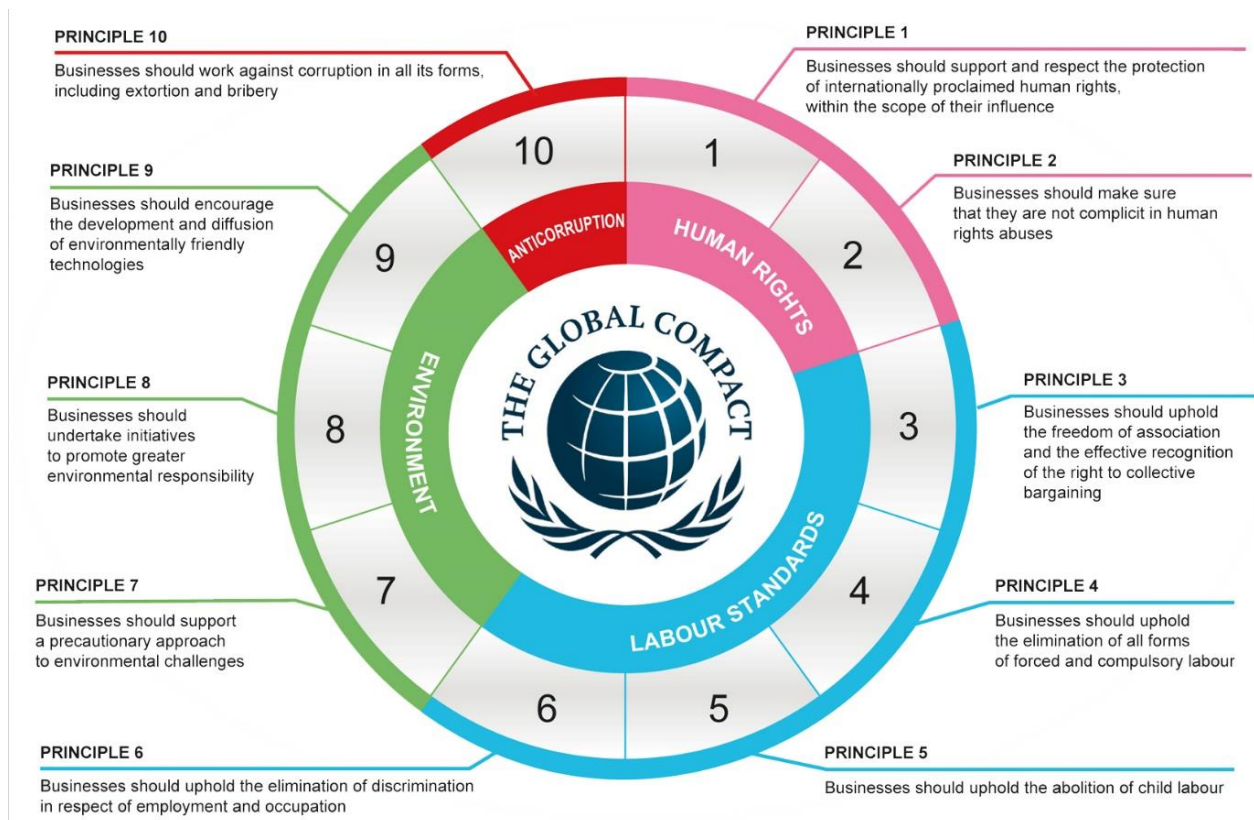 PRINCIPLE 10
Businesses should work against corruption in all its forms,
including extortion and bribery
PRINCIPLE 1
Businesses should support and respect the protection
of internationally proclaimed human rights,
within the scope of their influence
PRINCIPLE 9
Businesses should encourage
the development and diffusion
of environmentally friendly
technologies
PRINCIPLE 2
Businesses should make sure
that they are not complicit in human
rights abuses
PRINCIPLE 8
Businesses should
undertake initiatives
to promote greater
environmental responsibility
PRINCIPLE 3
Businesses should uphold
the freedom of association
and the effective recognition
of the right to collective
bargaining
PRINCIPLE 7
Businesses should support
a precautionary approach
to environmental challenges
PRINCIPLE 4
Businesses should uphold
the elimination of all forms
of forced and compulsory labour
PRINCIPLE 6
Businesses should uphold the elimination of discrimination
in respect of employment and occupation
PRINCIPLE 5
Businesses should uphold the abolition of child labour
10
1
9
2
8
3
7
4
6
5
ANTICORRUPTION
HUMAN RIGHTS
ENVIRONMENT
LABOUR STANDARDS
THE GLOBAL COMPACT